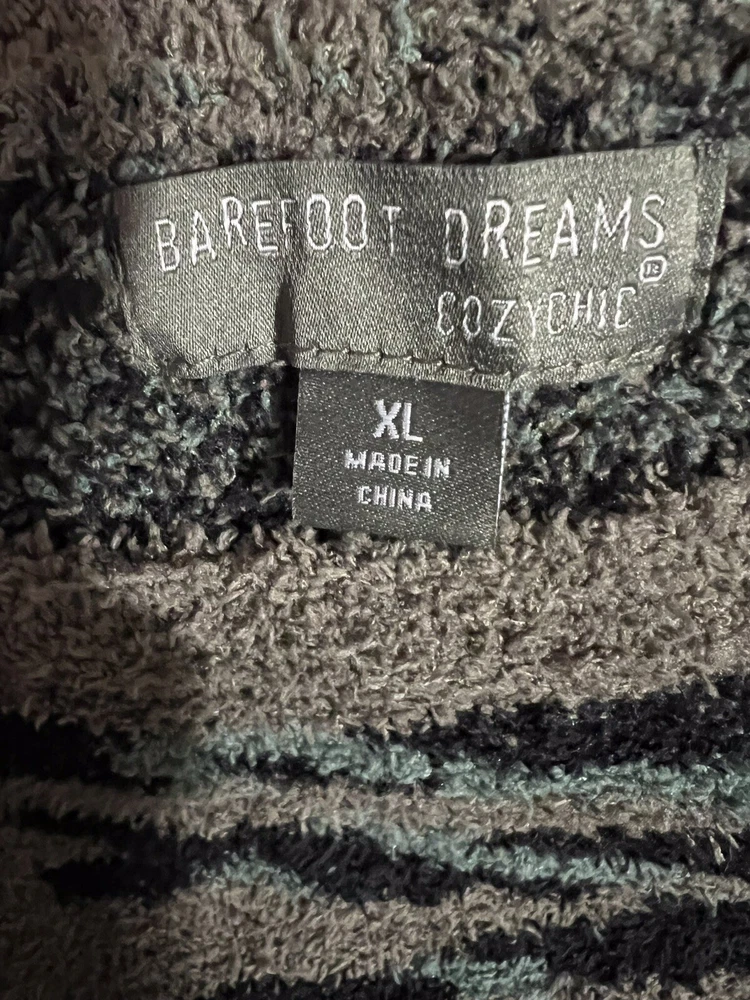 BAREFOOT DREAMS
®
COZYCHIC
XL
MADE IN
CHINA